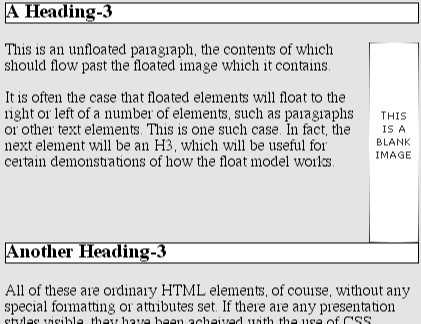 A Heading-3
This is an unfloated paragraph, the contents of which
should flow past the floated image which it contains.
It is often the case that floated elements will float to the
right or left of a number of elements, such as paragraphs
or other text elements. This is one such case. In fact, the
next element will be an H3, which will be useful for
certain demonstrations of how the float model works.
THIS
IS A
BLANK
IMAGE
Another Heading-3
All of these are ordinary HTML elements, of course, without any
special formatting or attributes set. If there are any presentation
styles visible, they have been acheived with the use of CSS